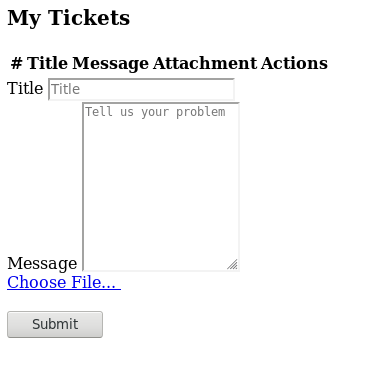 My Tickets
# Title Message Attachment Actions
Title Title
Tell us your problem
Message
Choose File...
Submit